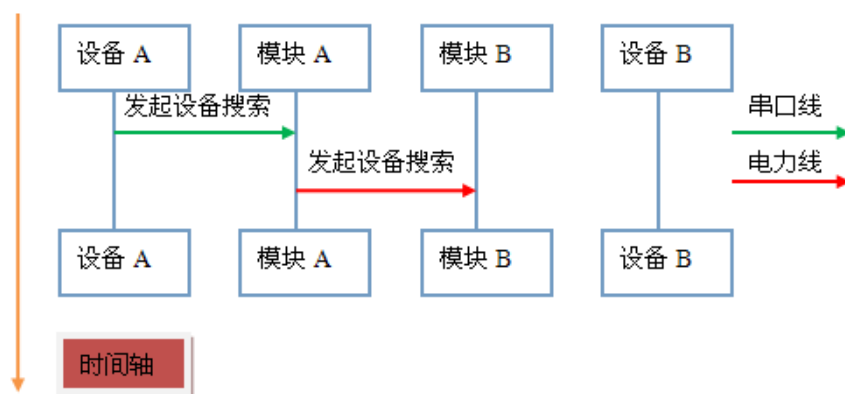 设备 A
模块 A
模块 B
设备 B
发起设备搜索
串口线
发起设备搜索
电力线
设备 A
模块 A
模块 B
设备 B
时间轴